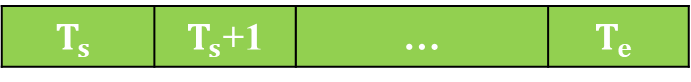 Tₛ Tₛ+1 … Tₑ